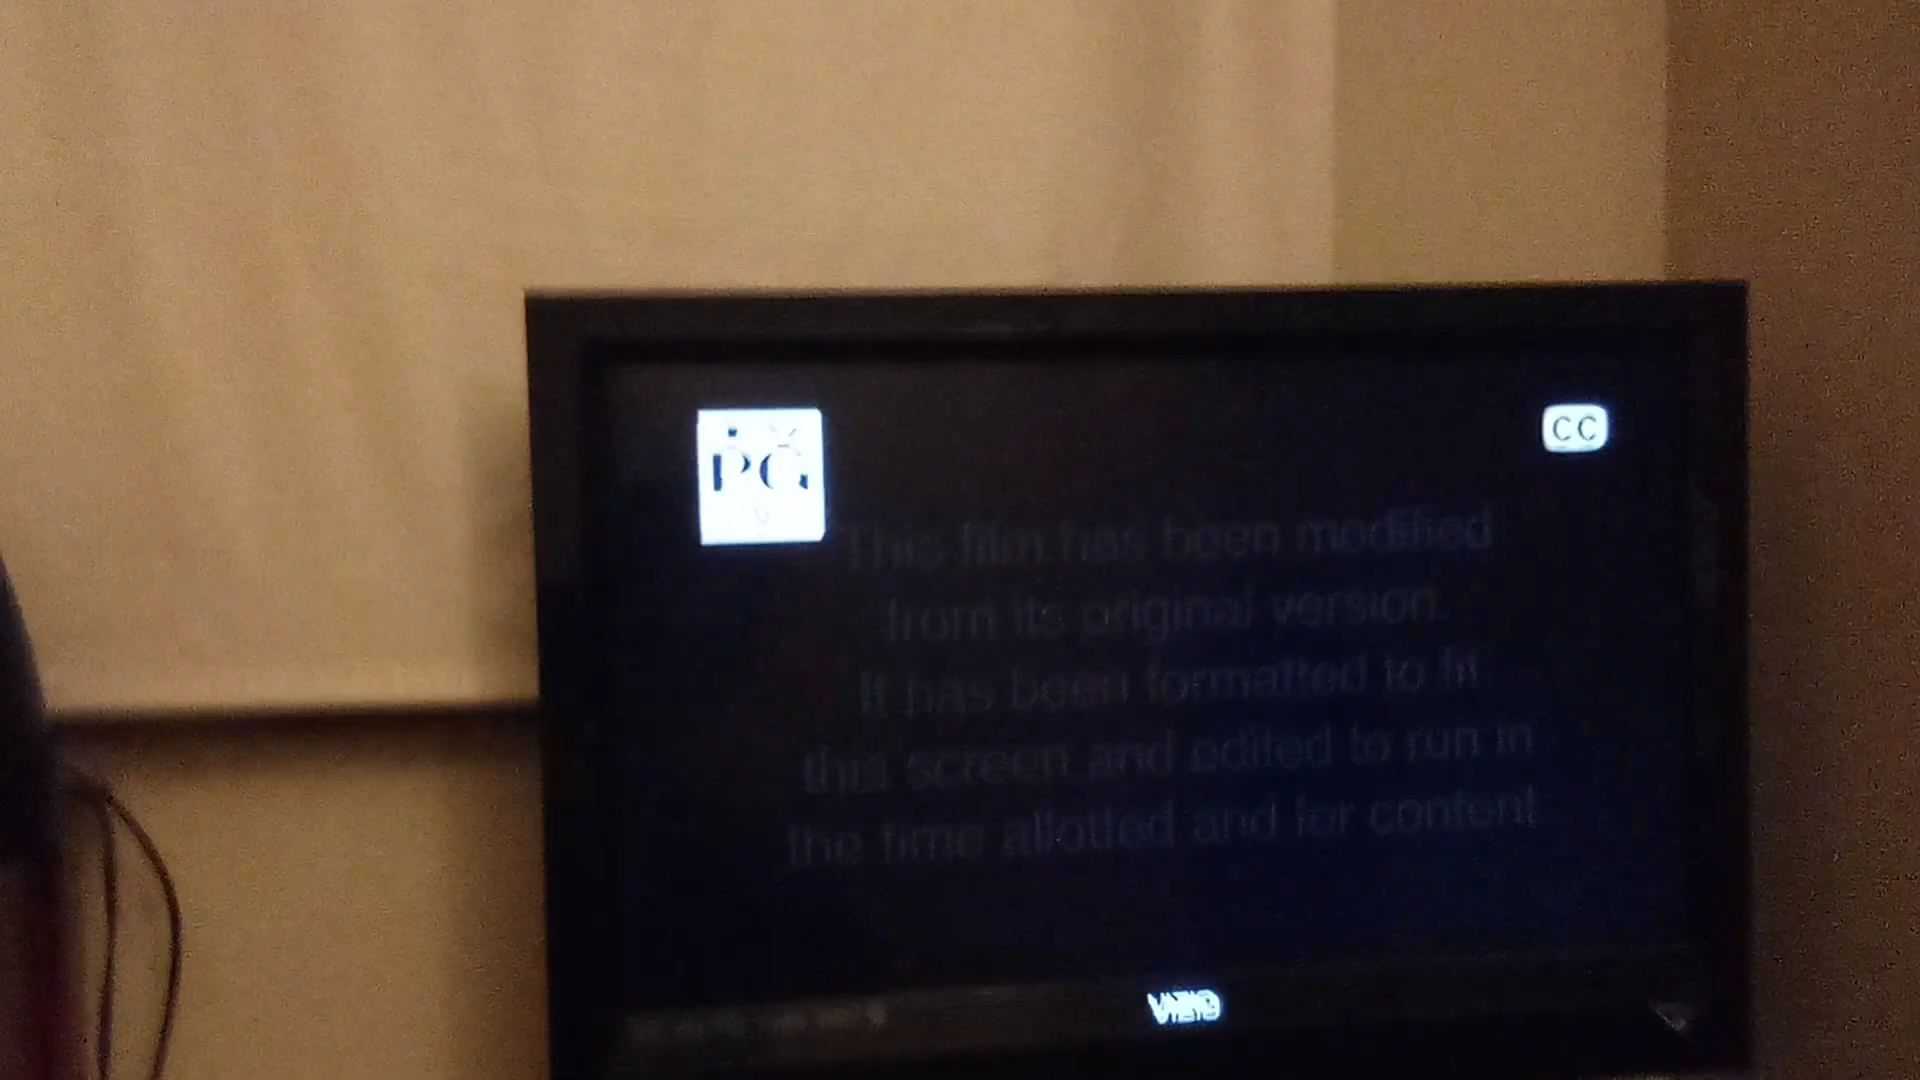 TV
PG
V
CC
This film has been modified
from its original version.
It has been formatted to fit
this screen and edited to run in
the time allotted and for content
VIZIO